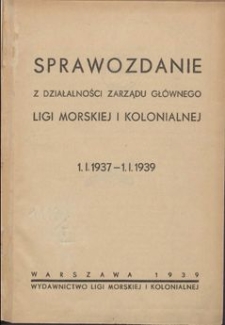 SPRAWOZDANIE
Z DZIAŁALNOŚCI ZARZĄDU GŁÓWNEGO
LIGI MORSKIEJ I KOLONIALNEJ
1. I. 1937 – 1. I. 1939
WARSZAWA 1939
WYDAWNICTWO LIGI MORSKIEJ I KOLONIALNEJ